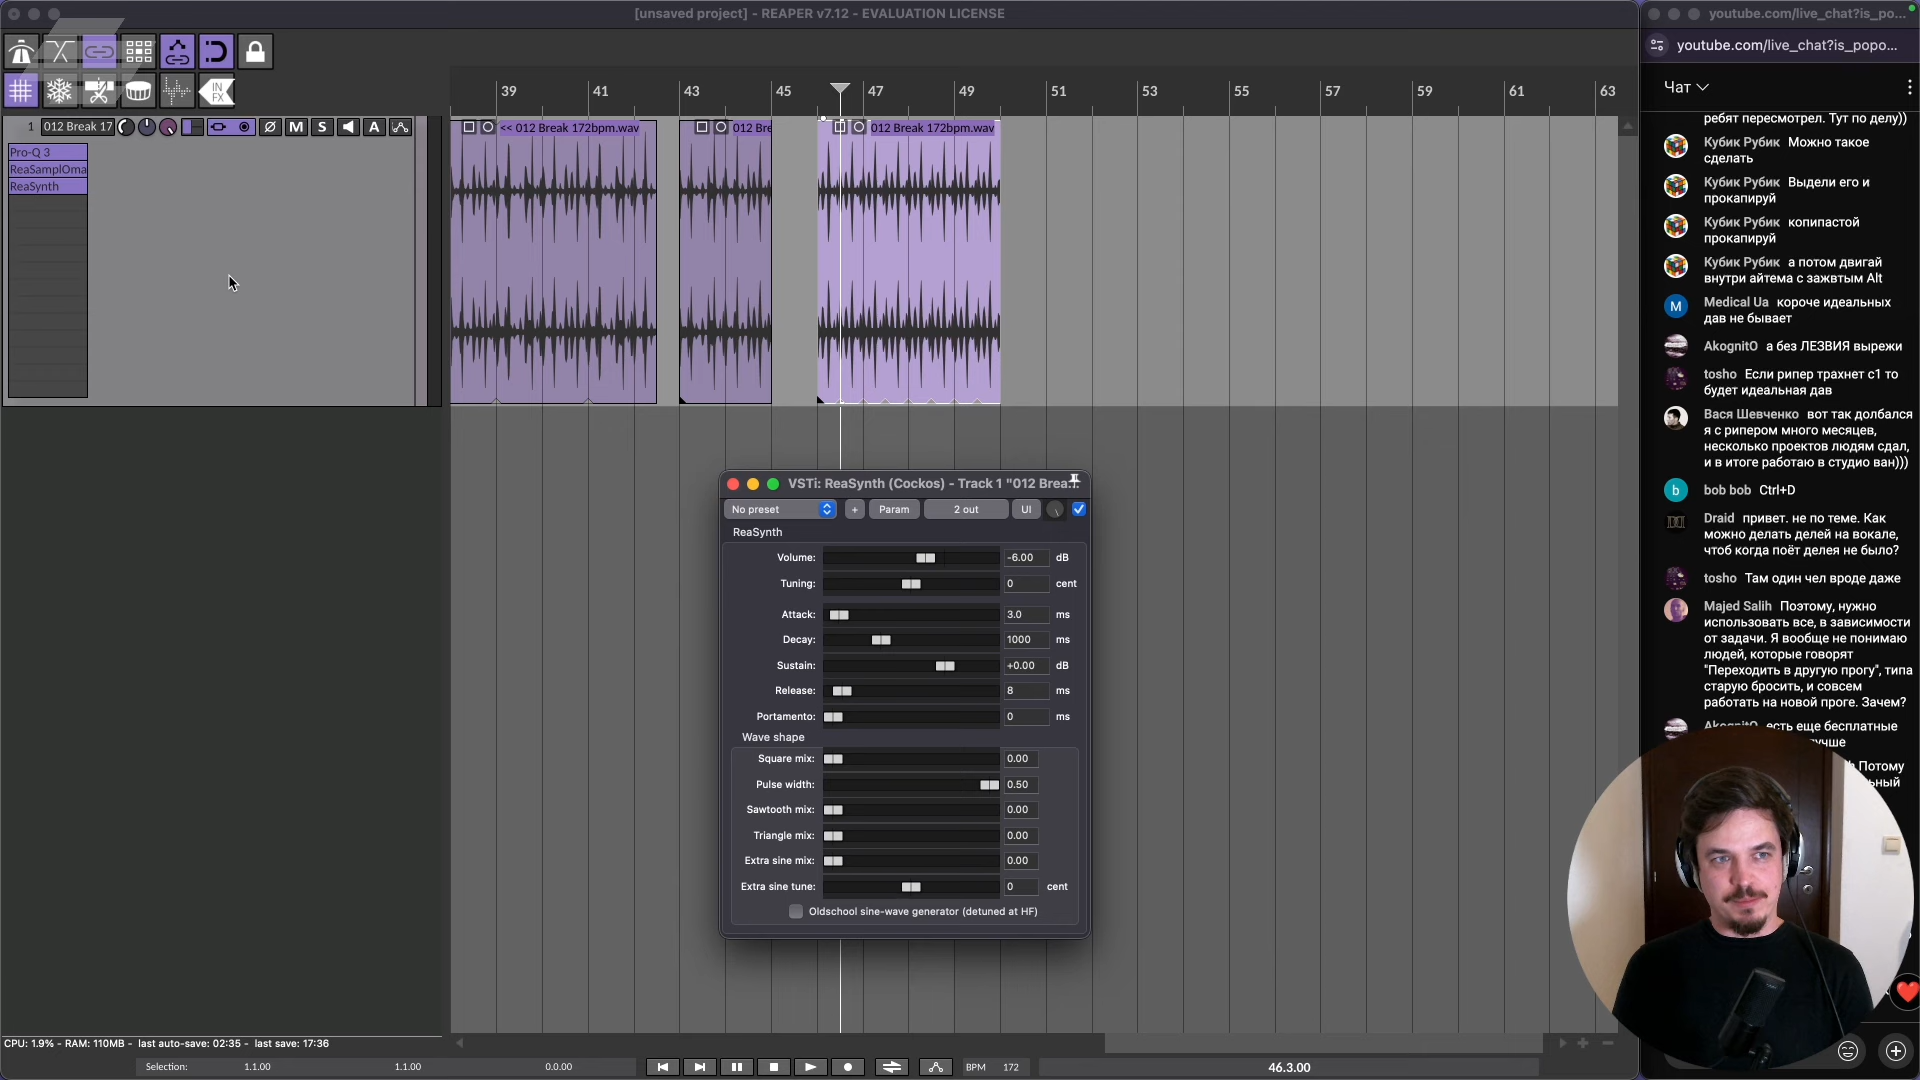 [unsaved project] - REAPER v7.12 - EVALUATION LICENSE
youtube.com/live_chat?is_po...
youtube.com/live_chat?is_popo...
IN
FX
39 41 43 45 47 49 51 53 55 57 59 61 63
Чат
1 012 Break 17 M S A
<< 012 Break 172bpm.wav
012 Bre
012 Break 172bpm.wav
Pro-Q 3
ReaSamplOma
ReaSynth
ребят пересмотрел. Тут по делу))
Кубик Рубик Можно такое
сделать
Кубик Рубик Выдели его и
прокапируй
Кубик Рубик копипастой
прокапируй
Кубик Рубик а потом двигай
внутри айтема с зажвтым Alt
M
Medical Ua короче идеальных
дав не бывает
AkognitO а без ЛЕЗВИЯ вырежи
tosho Если рипер трахнет с1 то
будет идеальная дав
Вася Шевченко вот так долбался
я с рипером много месяцев,
несколько проектов людям сдал,
и в итоге работаю в студио ван)))
b
bob bob Ctrl+D
Draid привет. не по теме. Как
можно делать делей на вокале,
чтоб когда поёт делея не было?
tosho Там один чел вроде даже
Majed Salih Поэтому, нужно
использовать все, в зависимости
от задачи. Я вообще не понимаю
людей, которые говорят
"Переходить в другую прогу", типа
старую бросить, и совсем
работать на новой проге. Зачем?
AkognitO есть еще бесплатные
учше
Потому
ьный
VSTi: ReaSynth (Cockos) - Track 1 "012 Brea...
No preset + Param 2 out UI
ReaSynth
Volume: -6.00 dB
Tuning: 0 cent
Attack: 3.0 ms
Decay: 1000 ms
Sustain: +0.00 dB
Release: 8 ms
Portamento: 0 ms
Wave shape
Square mix: 0.00
Pulse width: 0.50
Sawtooth mix: 0.00
Triangle mix: 0.00
Extra sine mix: 0.00
Extra sine tune: 0 cent
Oldschool sine-wave generator (detuned at HF)
CPU: 1.9% - RAM: 110MB - last auto-save: 02:35 - last save: 17:36
Selection: 1.1.00 1.1.00 0.0.00
BPM 172
46.3.00